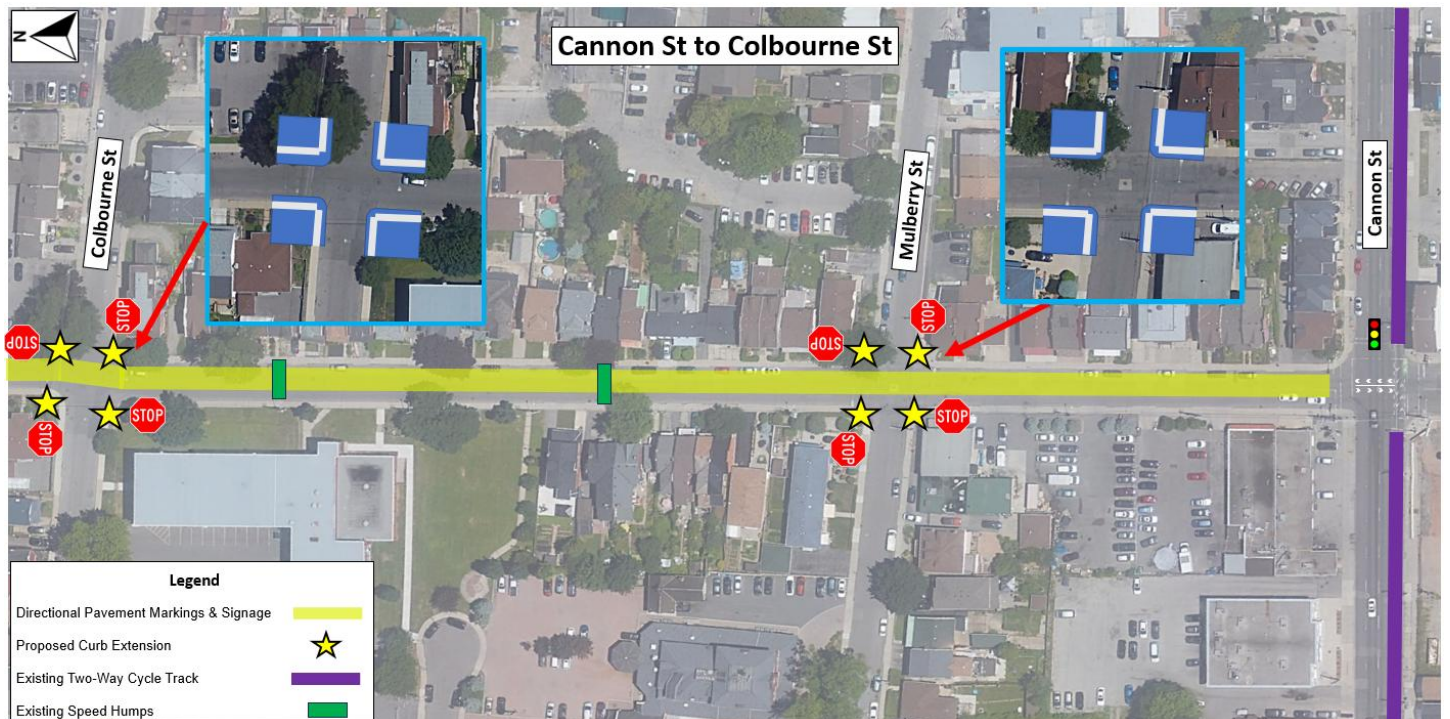 N
Cannon St to Colbourne St
Colbourne St
Mulberry St
Cannon St
STOP
STOP
STOP
STOP
STOP
STOP
STOP
STOP
Legend
Directional Pavement Markings & Signage
Proposed Curb Extension
Existing Two-Way Cycle Track
Existing Speed Humps